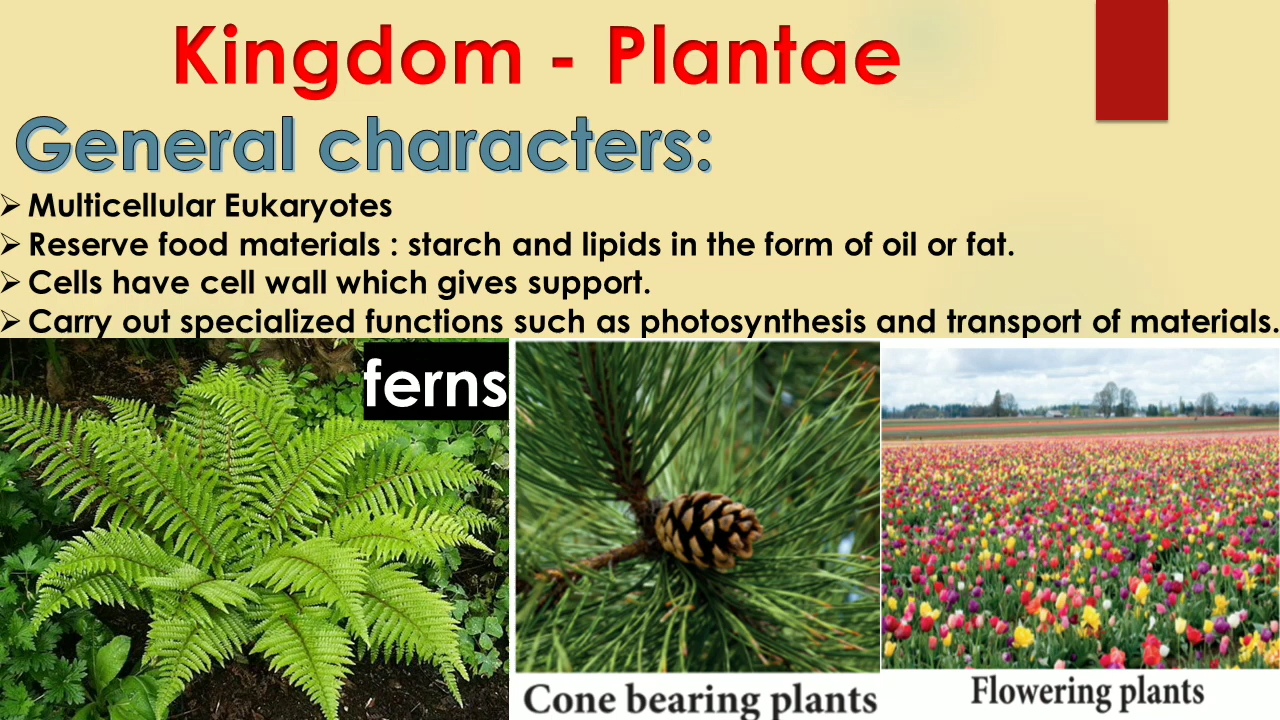 Kingdom - Plantae
General characters:
➢ Multicellular Eukaryotes
➢ Reserve food materials : starch and lipids in the form of oil or fat.
➢ Cells have cell wall which gives support.
➢ Carry out specialized functions such as photosynthesis and transport of materials.
ferns
Cone bearing plants
Flowering plants